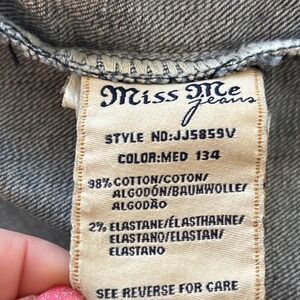 Miss Me
jeans
STYLE NO:JJ5859V
COLOR:MED 134
98% COTTON/COTON/
ALGODÓN/BAUMWOLLE/
ALGODÃO
2% ELASTANE/ÉLASTHANNE/
ELASTANO/ELASTAN/
ELASTANO
SEE REVERSE FOR CARE